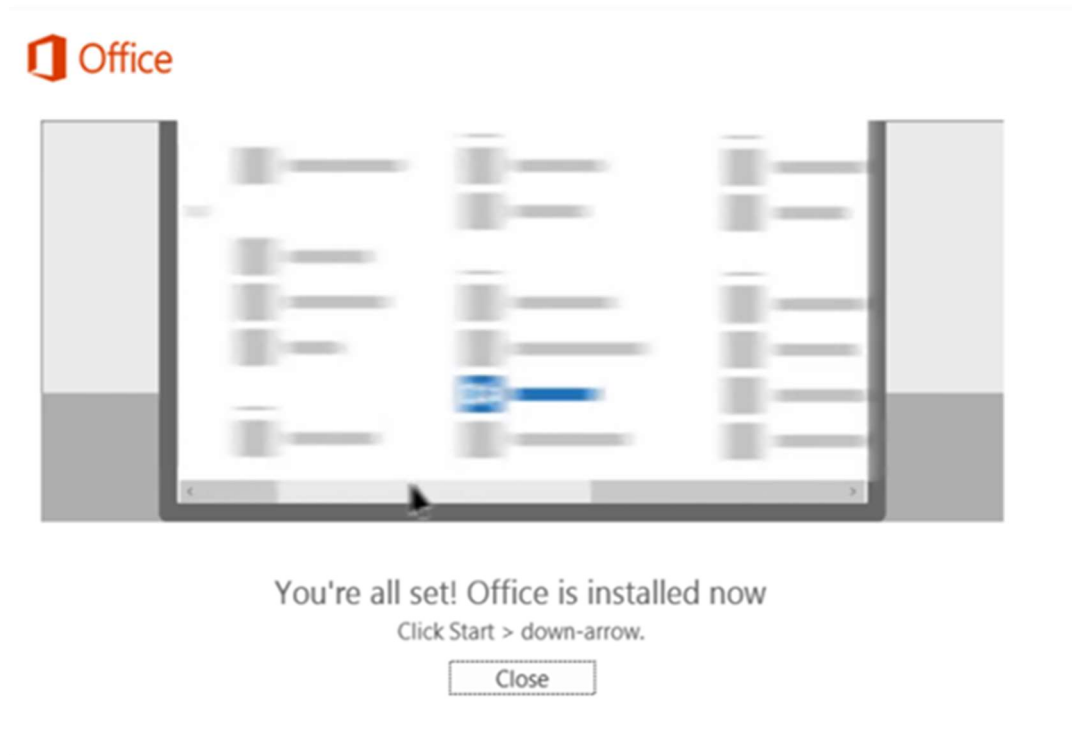 Office
You're all set! Office is installed now
Click Start > down-arrow.
Close